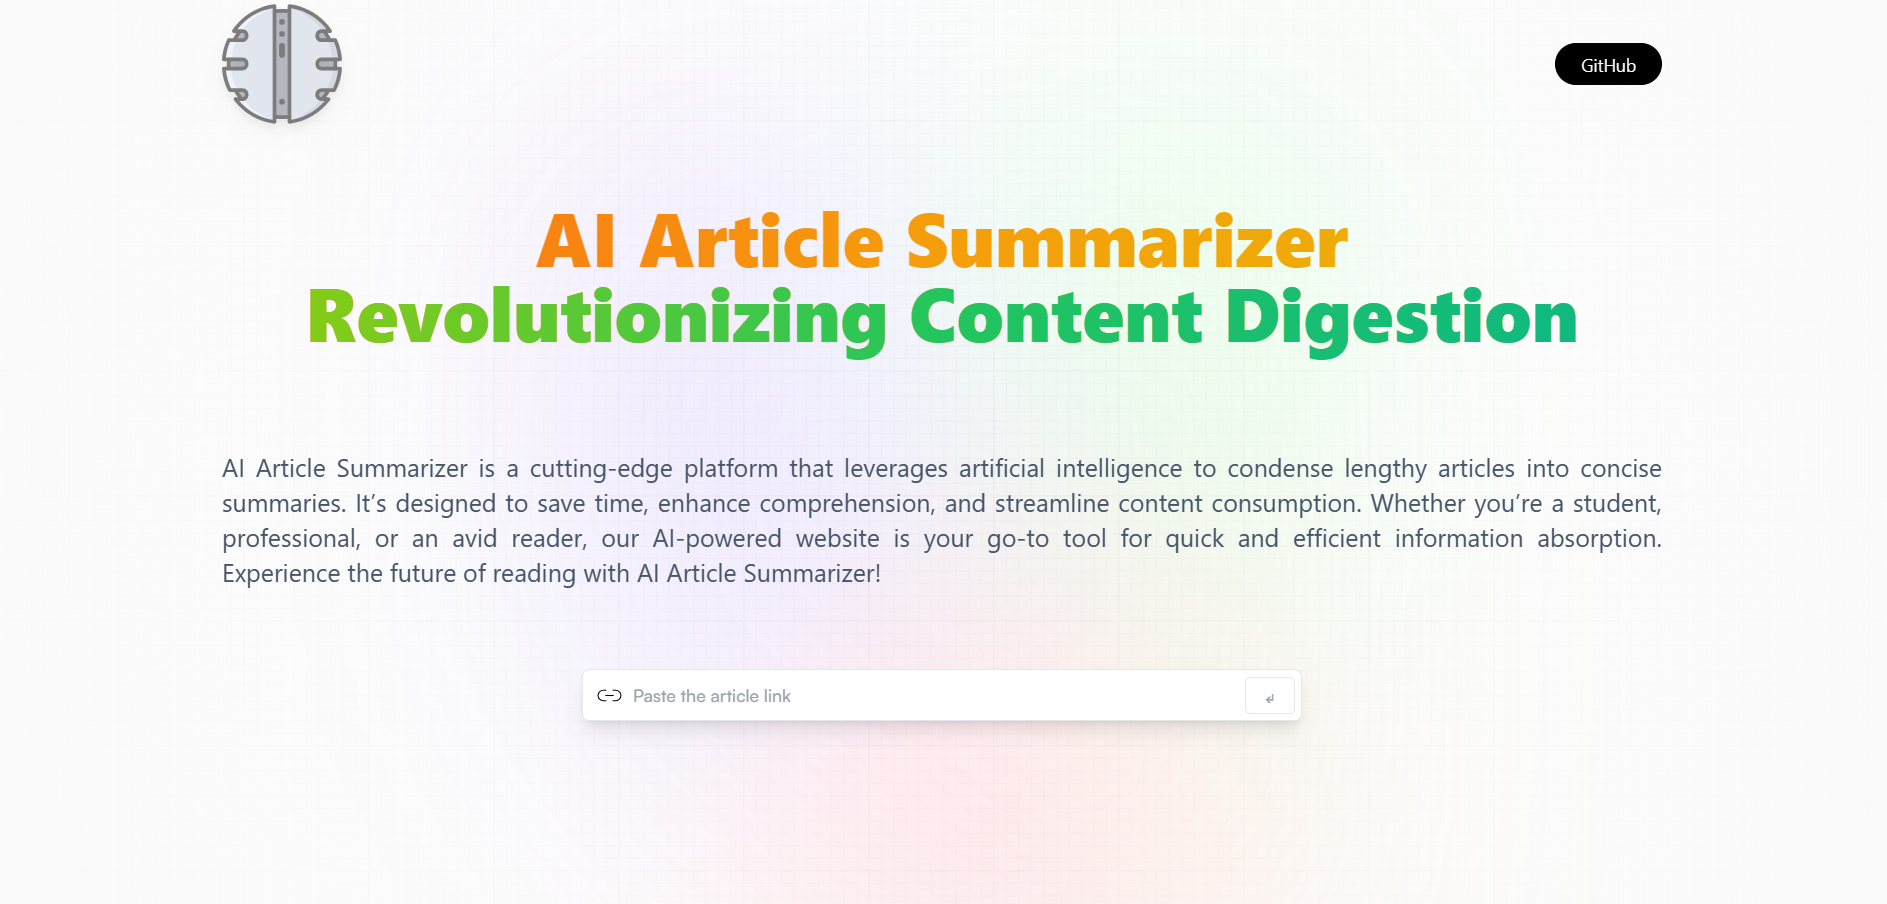 GitHub
AI Article Summarizer
Revolutionizing Content Digestion
AI Article Summarizer is a cutting-edge platform that leverages artificial intelligence to condense lengthy articles into concise
summaries. It’s designed to save time, enhance comprehension, and streamline content consumption. Whether you’re a student,
professional, or an avid reader, our AI-powered website is your go-to tool for quick and efficient information absorption.
Experience the future of reading with AI Article Summarizer!
Paste the article link